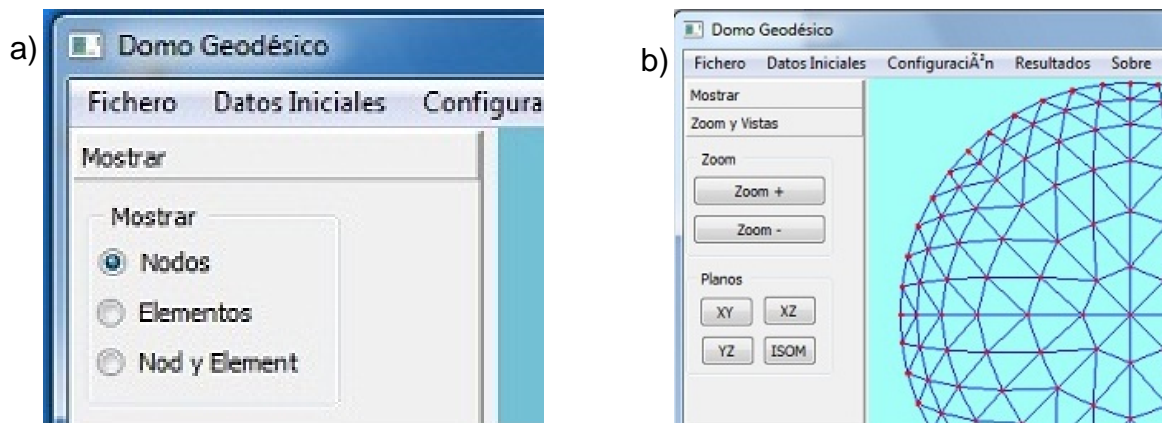 a)
Domo Geodésico
Fichero Datos Iniciales Configura
Mostrar
Mostrar
Nodos
Elementos
Nod y Element
b)
Domo Geodésico
Fichero Datos Iniciales ConfiguraciÃ²n Resultados Sobre
Mostrar
Zoom y Vistas
Zoom
Zoom +
Zoom -
Planos
XY XZ
YZ ISOM